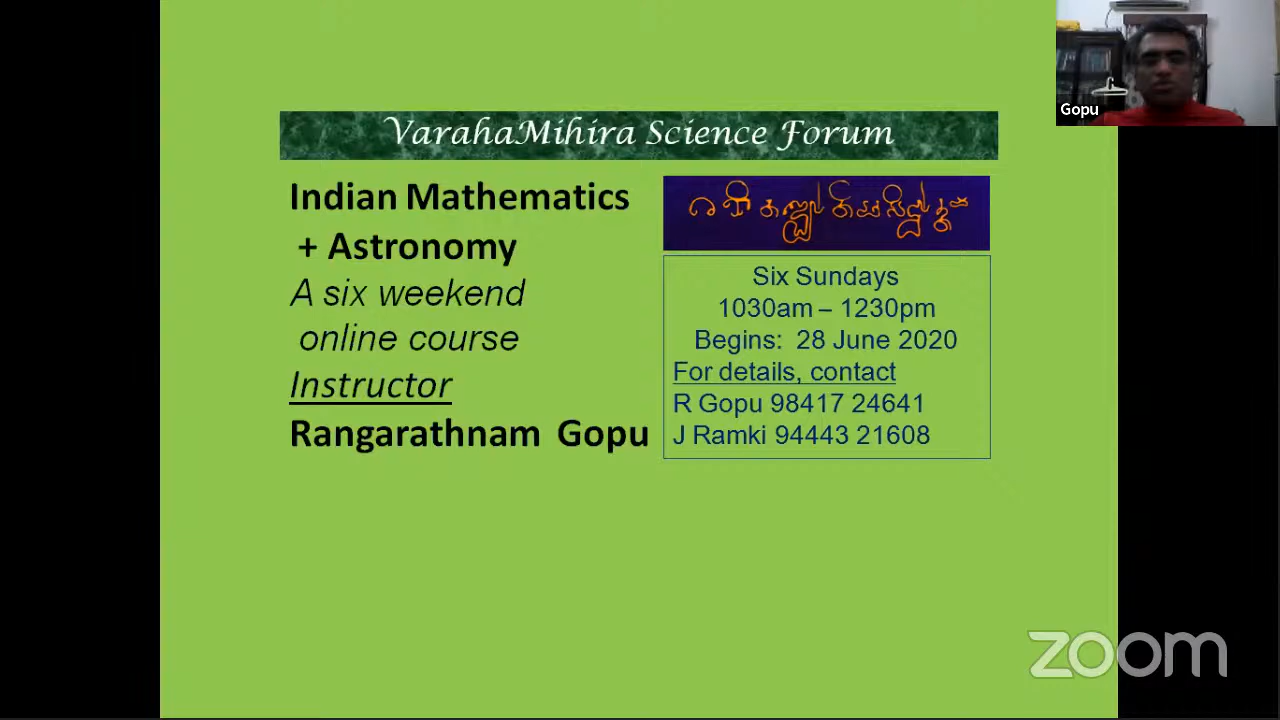 VarahaMihira Science Forum
Indian Mathematics
+ Astronomy
A six weekend
online course
Instructor
Rangarathnam Gopu
Six Sundays
1030am – 1230pm
Begins: 28 June 2020
For details, contact
R Gopu 98417 24641
J Ramki 94443 21608
Gopu
zoom